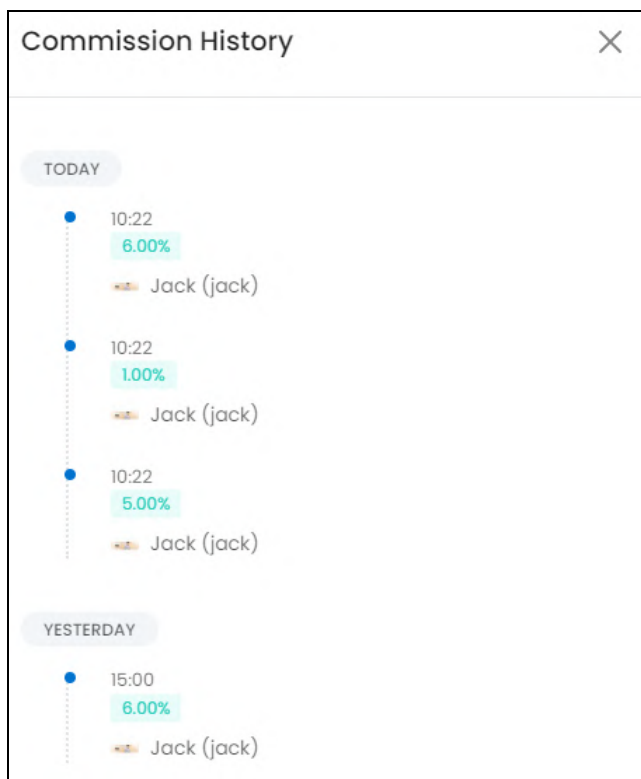 Commission History
TODAY
10:22
6.00%
Jack (jack)
10:22
1.00%
Jack (jack)
10:22
5.00%
Jack (jack)
YESTERDAY
15:00
6.00%
Jack (jack)